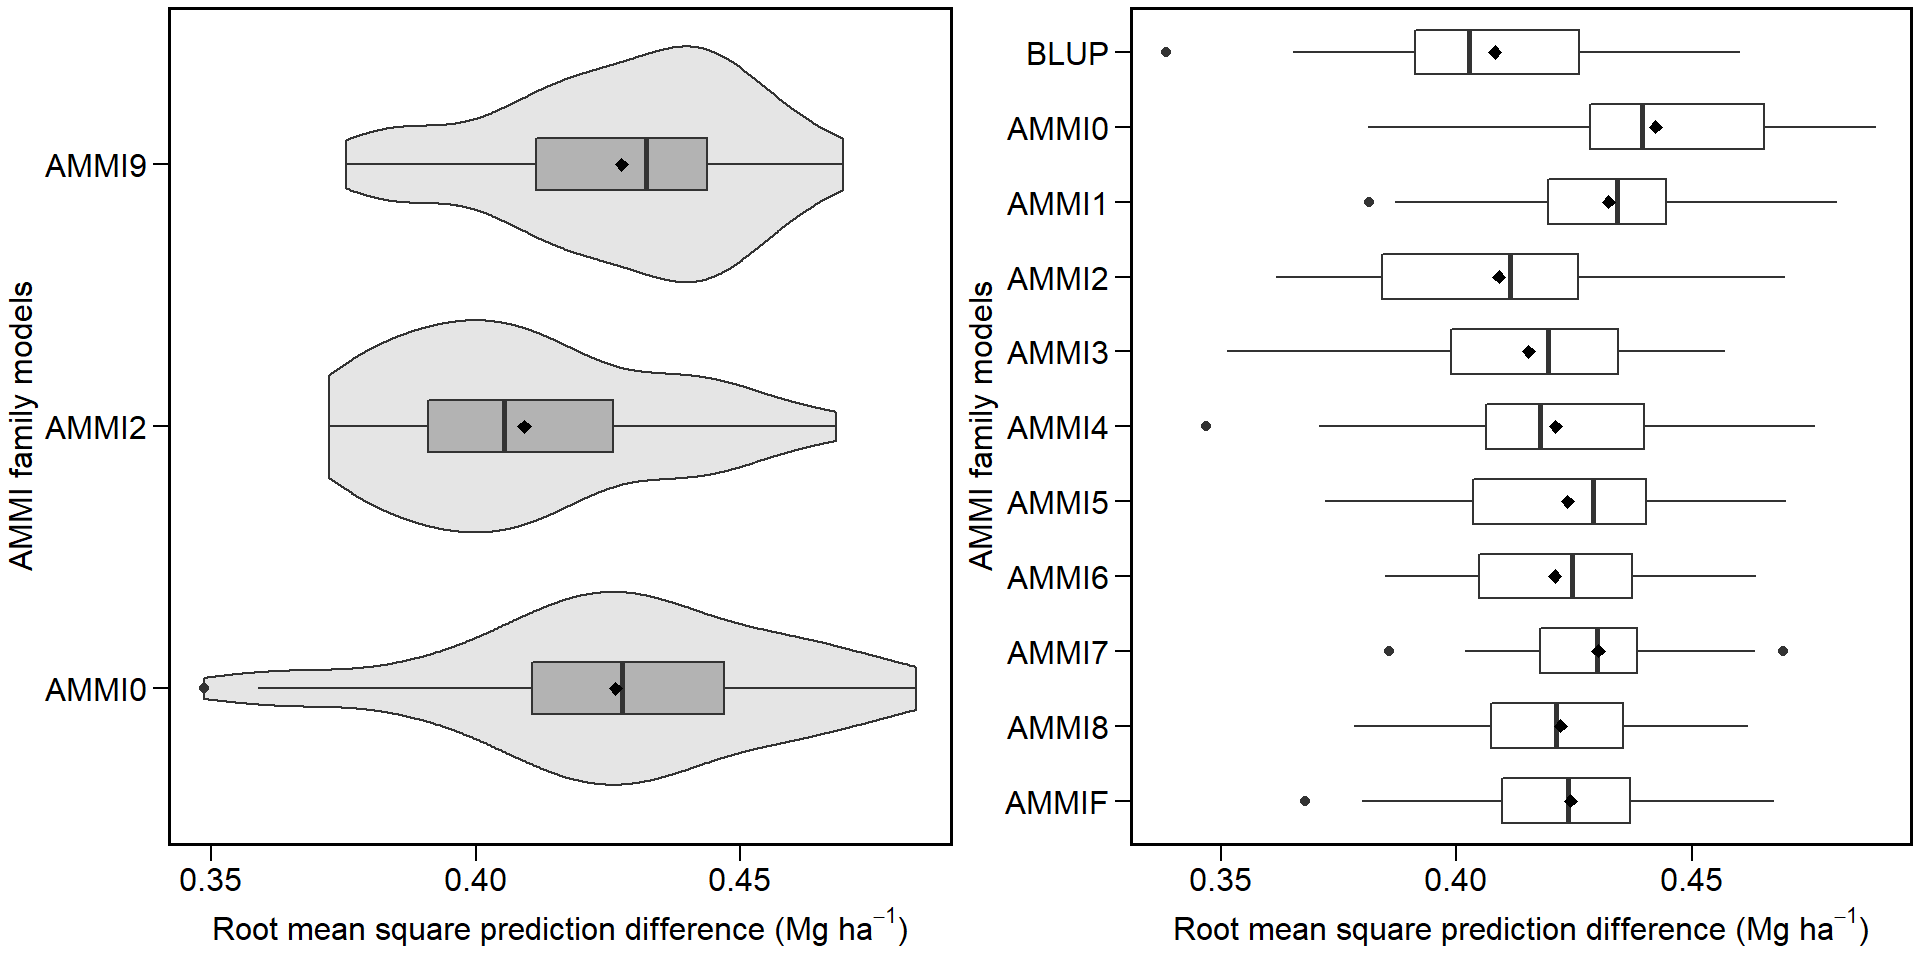 AMMI family models
AMMI9
AMMI2
AMMI0
0.35 0.40 0.45
Root mean square prediction difference (Mg ha⁻¹)
AMMI family models
BLUP
AMMI0
AMMI1
AMMI2
AMMI3
AMMI4
AMMI5
AMMI6
AMMI7
AMMI8
AMMIF
0.35 0.40 0.45
Root mean square prediction difference (Mg ha⁻¹)